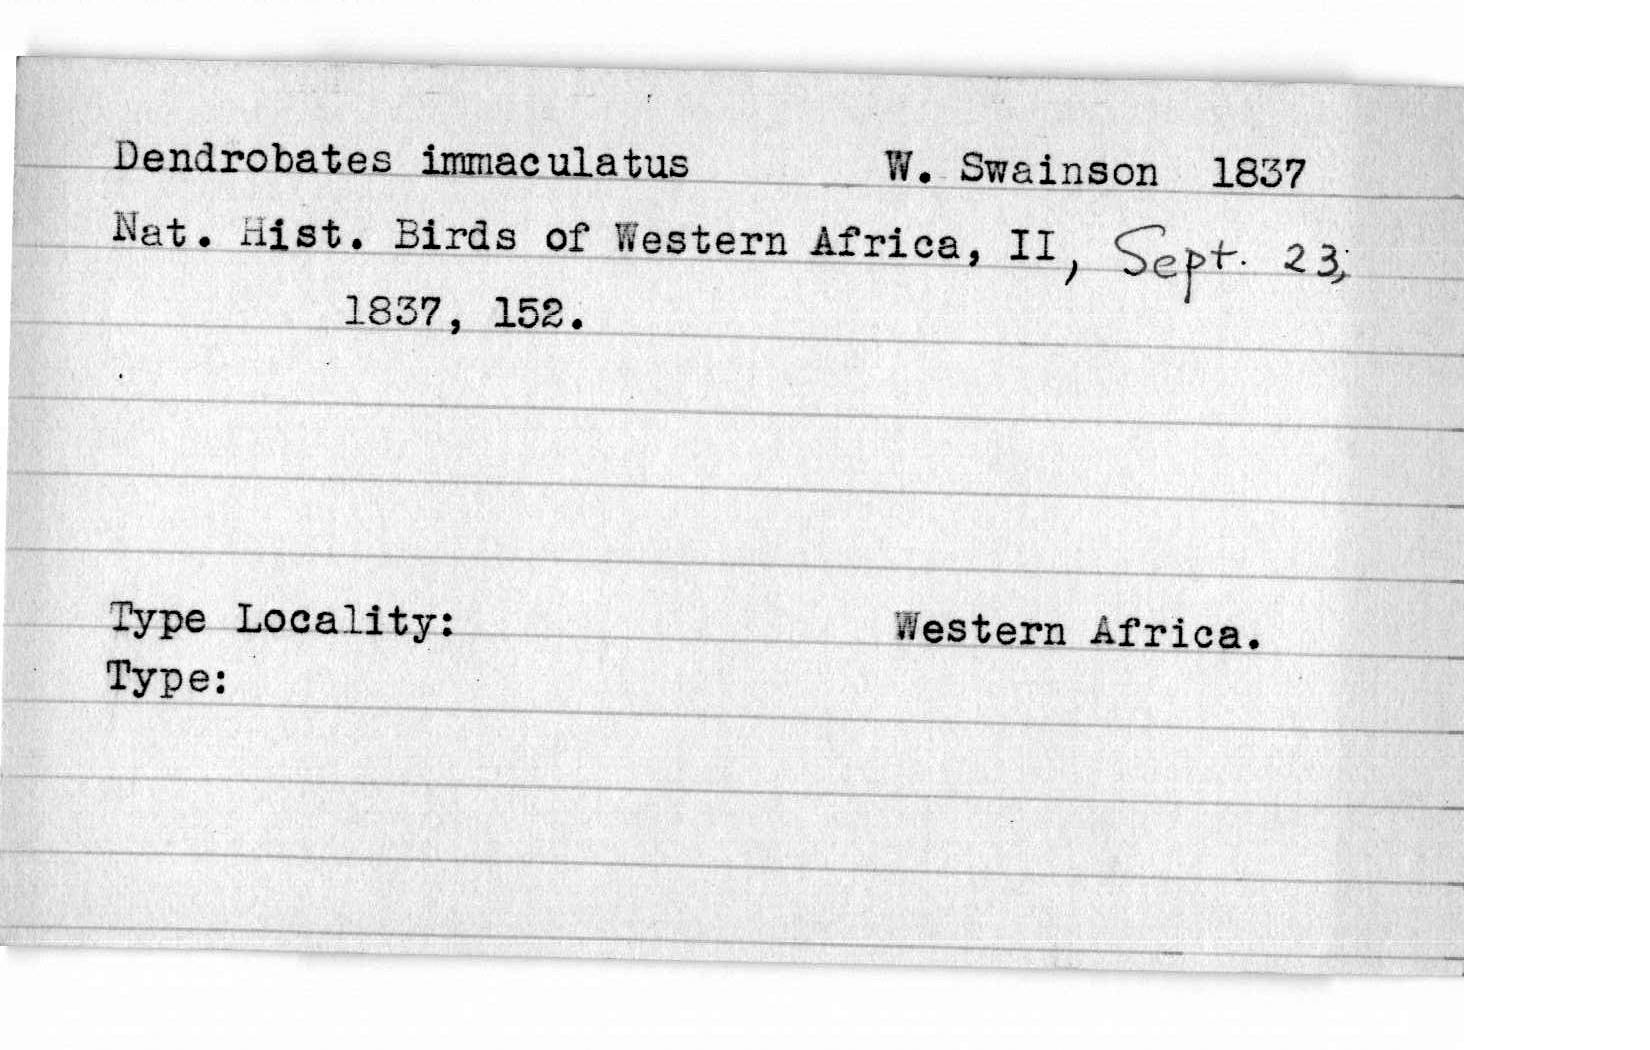 Dendrobates immaculatus W. Swainson 1837
Nat. Hist. Birds of Western Africa, II, Sept. 23,
1837, 152.
Type Locality: Western Africa.
Type: